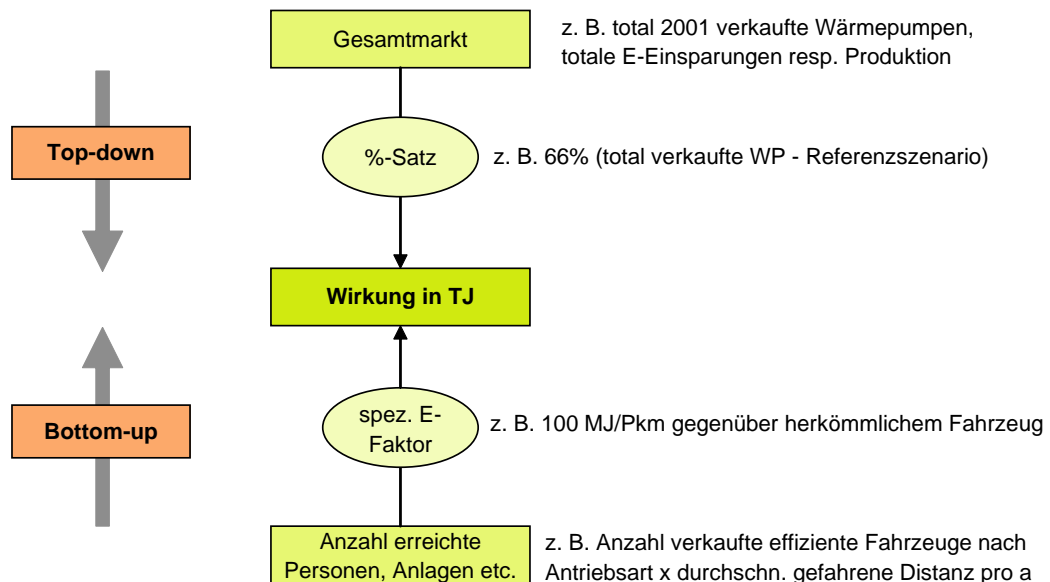 Gesamtmarkt
z. B. total 2001 verkaufte Wärmepumpen,
totale E-Einsparungen resp. Produktion
Top-down
%-Satz
z. B. 66% (total verkaufte WP - Referenzszenario)
Wirkung in TJ
Bottom-up
spez. E-
Faktor
z. B. 100 MJ/Pkm gegenüber herkömmlichem Fahrzeug
Anzahl erreichte
Personen, Anlagen etc.
z. B. Anzahl verkaufte effiziente Fahrzeuge nach
Antriebsart x durchschn. gefahrene Distanz pro a